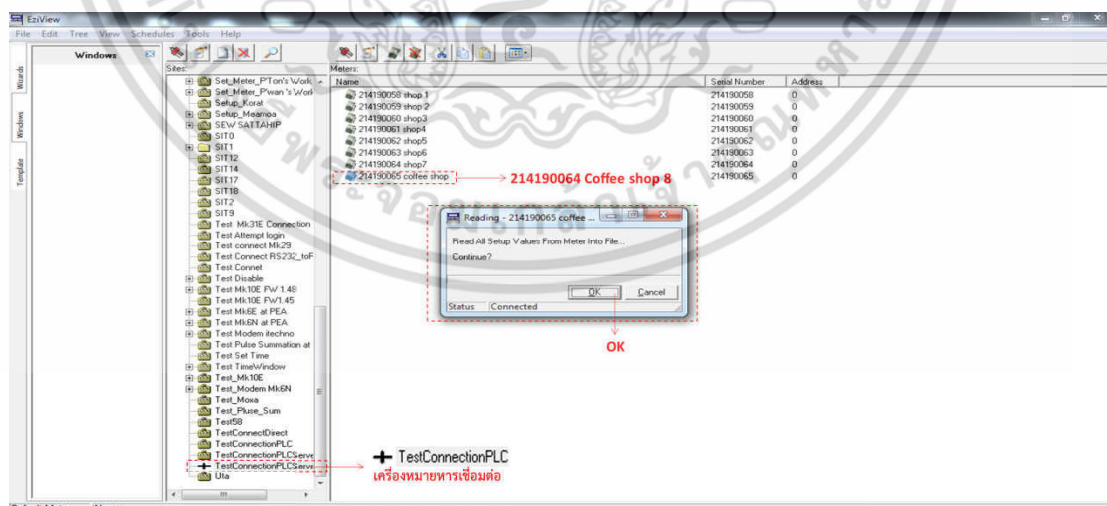 EziView
File Edit Tree View Schedules Tools Help
Windows
Wizards
Windows
Template
Sites:
Set_Meter_P'Ton's Work
Set_Meter_P'wan 's Work
Setup_Korat
Setup_Maemoa
SEW SATTAHIP
SIT0
SIT1
SIT12
SIT14
SIT17
SIT18
SIT2
SIT9
Test Mk31E Connection
Test Attempt login
Test connect Mk29
Test Connect RS232_toF
Test Connet
Test Disable
Test Mk10E FW 1.48
Test Mk10E FW1.45
Test Mk6E at PEA
Test Mk6N at PEA
Test Modem itechno
Test Pulse Summation at
Test Set Time
Test TimeWindow
Test_Mk10E
Test_Modem Mk6N
Test_Moxa
Test_Pluse_Sum
Test58
TestConnectDirect
TestConnectionPLC
TestConnectionPLCServe
TestConnectionPLCServe
Uta
Meters:
Name Serial Number Address
214190058 shop 1 214190058 0
214190059 shop 2 214190059 0
214190060 shop3 214190060 0
214190061 shop4 214190061 0
214190062 shop5 214190062 0
214190063 shop6 214190063 0
214190064 shop7 214190064 0
214190065 coffee shop 214190065 0
214190064 Coffee shop 8
Reading - 214190065 coffee ...
Read All Setup Values From Meter Into File...
Continue?
OK Cancel
Status Connected
OK
TestConnectionPLC
เครื่องหมายหารเชื่อมต่อ